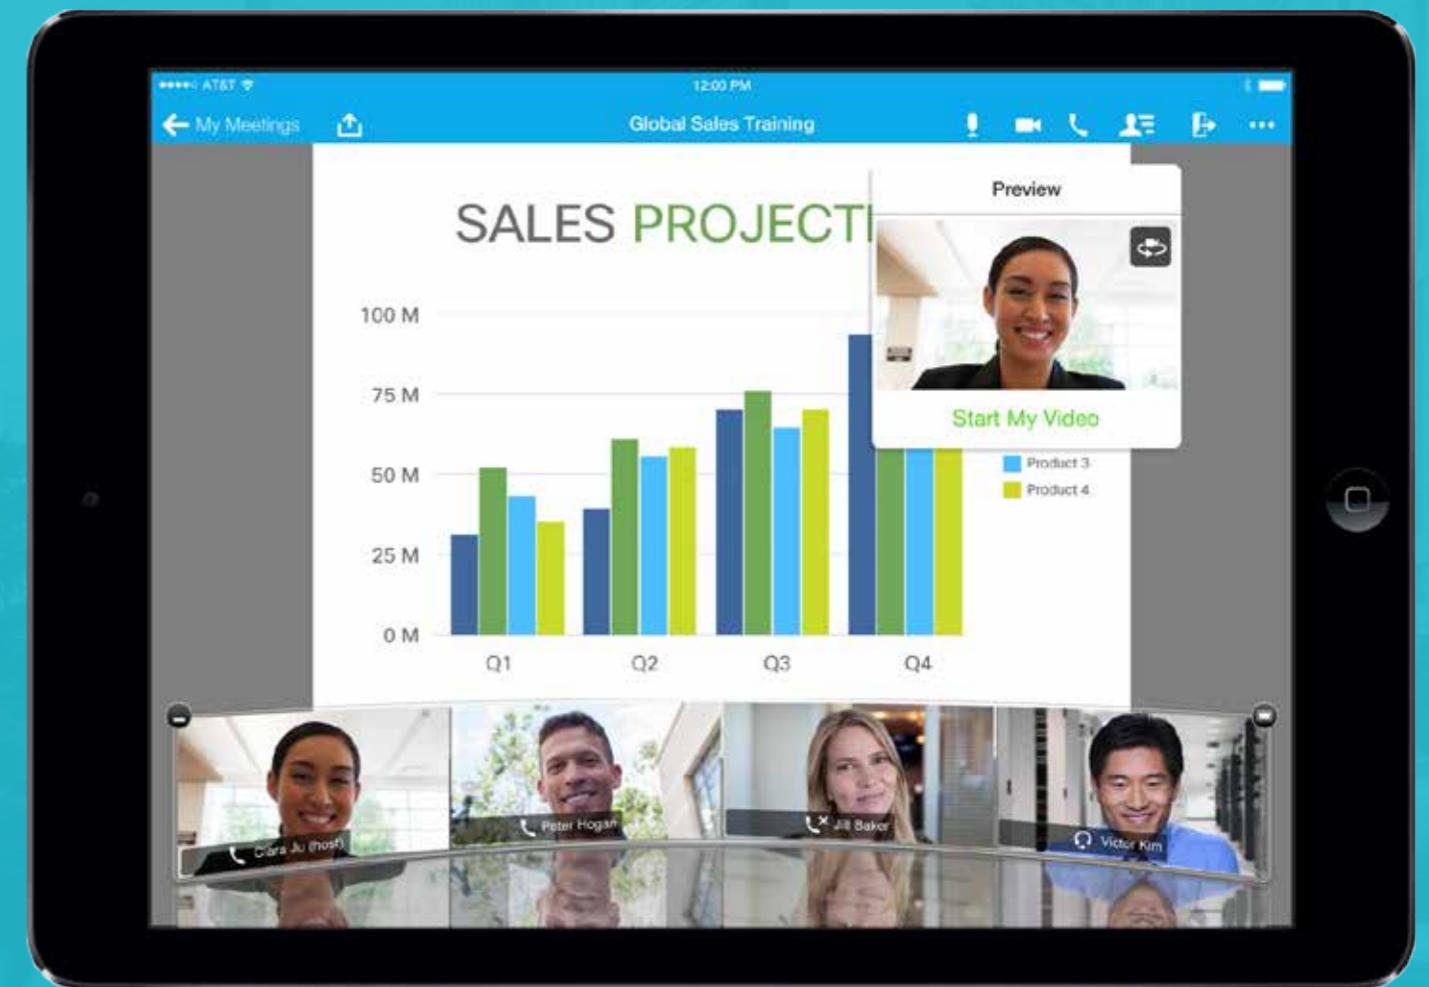 AT&T 12:00 PM
My Meetings Global Sales Training
Preview
SALES PROJECTI
Start My Video
100 M
75 M
50 M
25 M
0 M
Q1 Q2 Q3 Q4
Product 3
Product 4
Clara Ju (host)
Peter Hogan
Jill Baker
Victor Kim